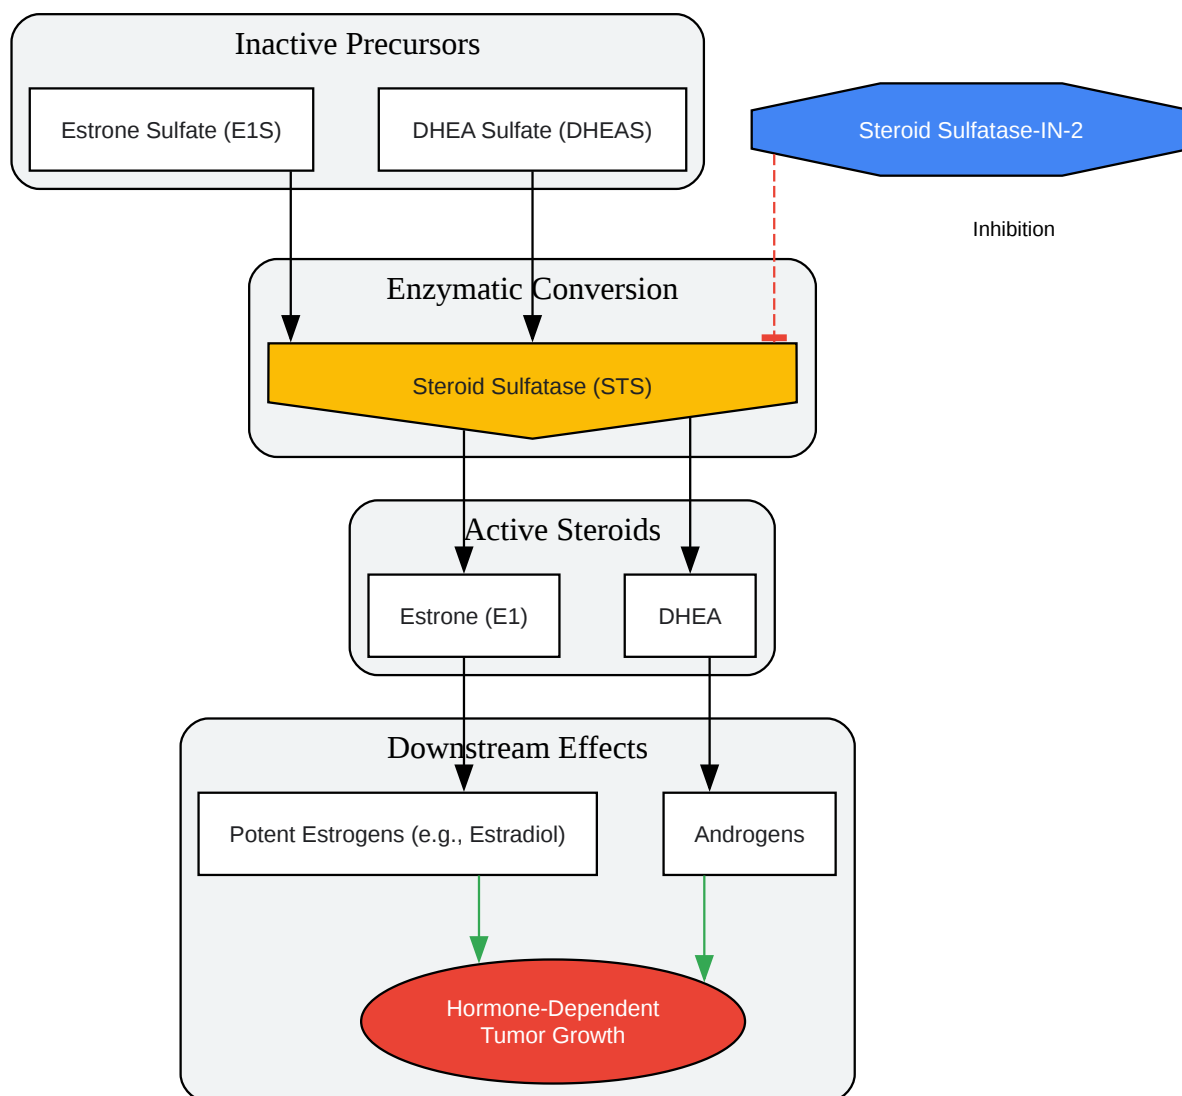 Inactive Precursors
Estrone Sulfate (E1S)
DHEA Sulfate (DHEAS)
Steroid Sulfatase-IN-2
Inhibition
Enzymatic Conversion
Steroid Sulfatase (STS)
Active Steroids
Estrone (E1)
DHEA
Downstream Effects
Potent Estrogens (e.g., Estradiol)
Androgens
Hormone-Dependent
Tumor Growth